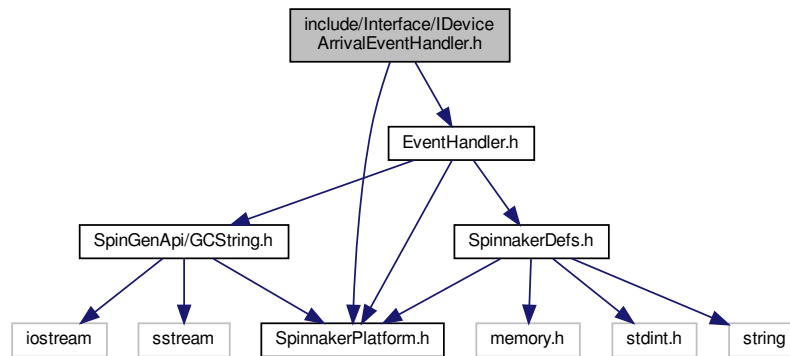 include/Interface/IDevice
ArrivalEventHandler.h
EventHandler.h
SpinGenApi/GCString.h
SpinnakerDefs.h
iostream
sstream
SpinnakerPlatform.h
memory.h
stdint.h
string